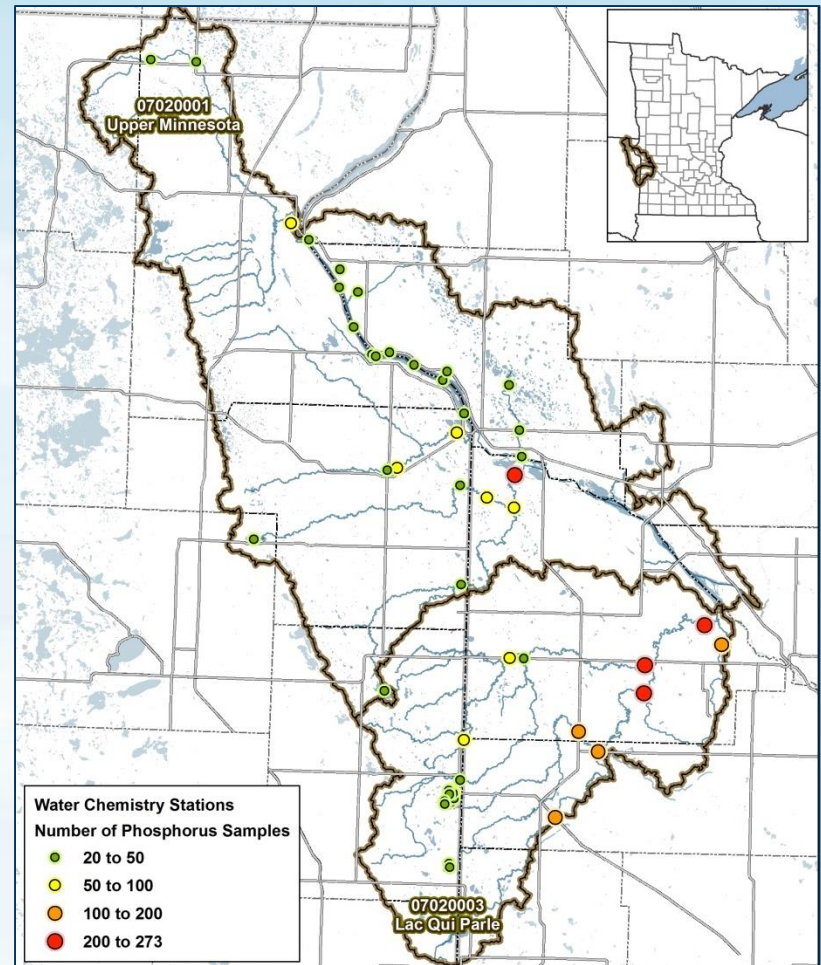 07020001
Upper Minnesota
07020003
Lac Qui Parle
Water Chemistry Stations
Number of Phosphorus Samples
20 to 50
50 to 100
100 to 200
200 to 273